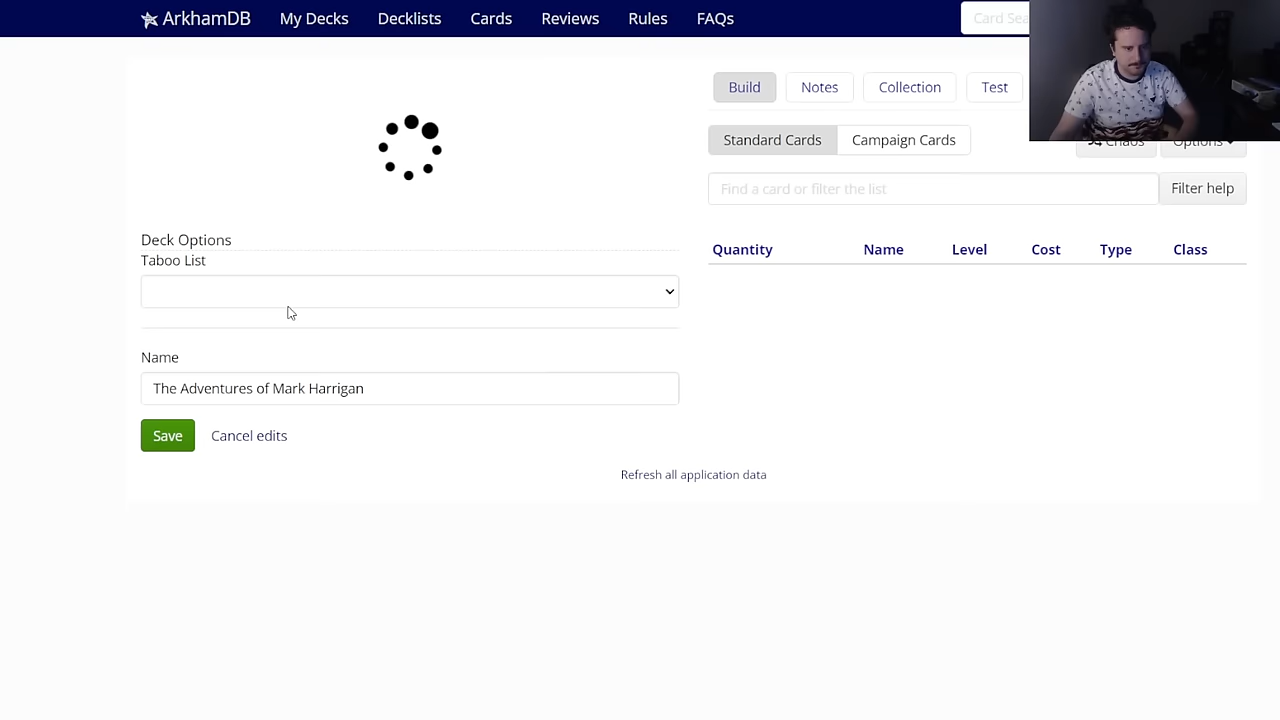 ArkhamDB My Decks Decklists Cards Reviews Rules FAQs Card Sea
Build Notes Collection Test
Standard Cards Campaign Cards Chaos Options
Find a card or filter the list Filter help
Deck Options
Taboo List
Quantity Name Level Cost Type Class
Name
The Adventures of Mark Harrigan
Save Cancel edits
Refresh all application data